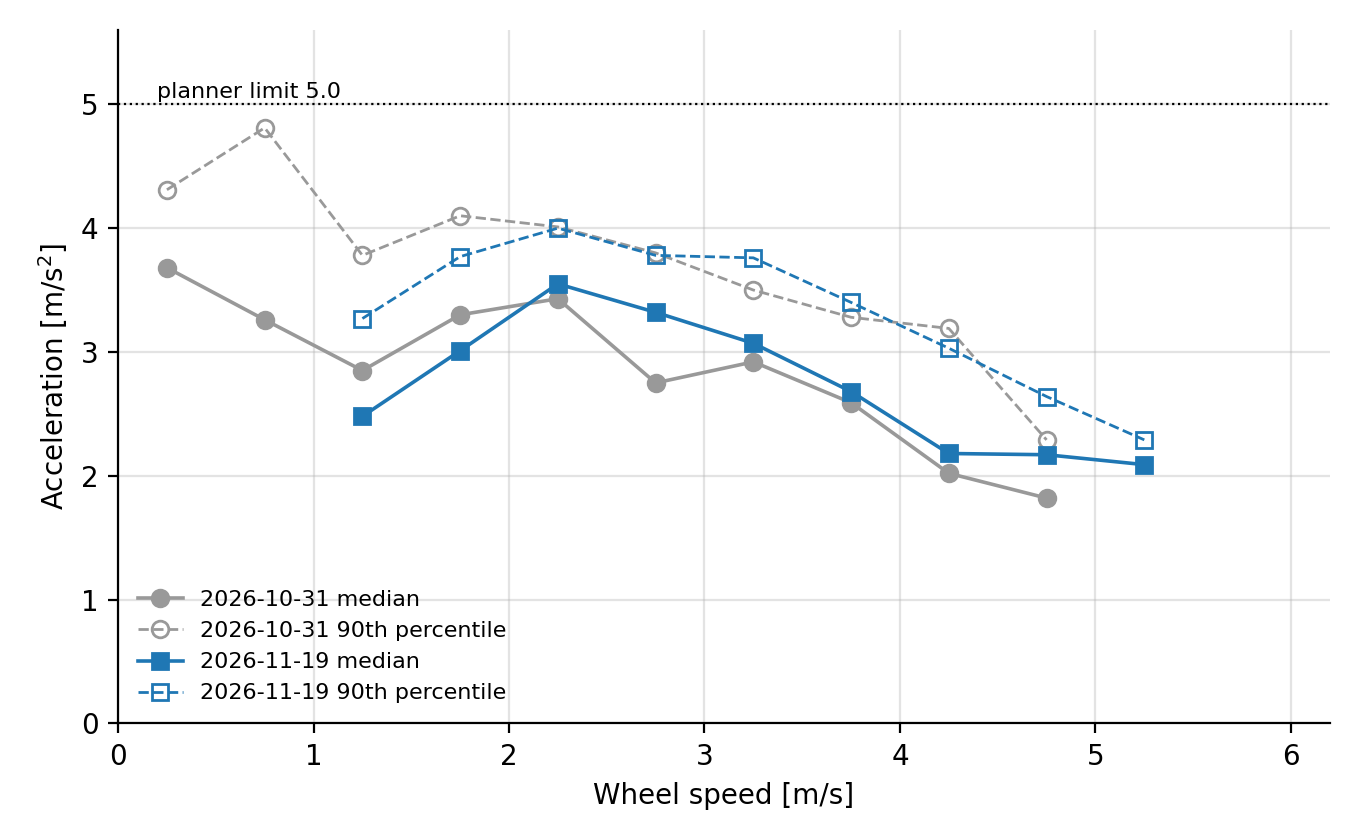 planner limit 5.0
5
4
3
2
1
0
Acceleration [m/s²]
2026-10-31 median
2026-10-31 90th percentile
2026-11-19 median
2026-11-19 90th percentile
0 1 2 3 4 5 6
Wheel speed [m/s]